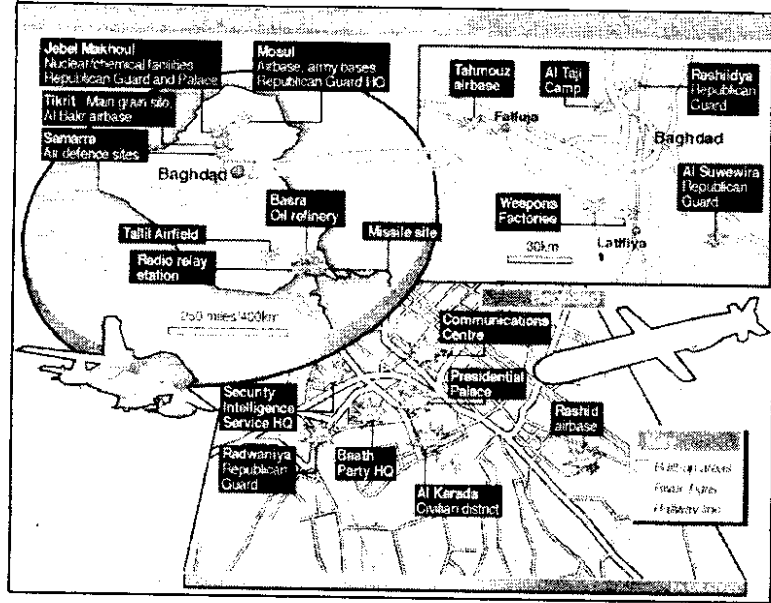 Jebel Makhoul
Nuclear/chemical facilities
Republican Guard and Palace
Mosul
Airbase, army bases
Republican Guard HQ
Tikrit Main grain silo,
Al Bakr airbase
Samarra
Air defence sites
Baghdad
Basra
Oil refinery
Tallil Airfield
Missile site
Radio relay
station
250 miles/400km
Tahmouz
airbase
Al Taji
Camp
Rashidya
Republican
Guard
Falluja
Baghdad
Al Suwewira
Republican
Guard
Weapons
Factories
Latifiya
30km
Communications
Centre
Presidential
Palace
Security
Intelligence
Service HQ
Rashid
airbase
Radwaniya
Republican
Guard
Baath
Party HQ
Al Karada
Civilian district
Built-up areas
River Tigris
Railway line